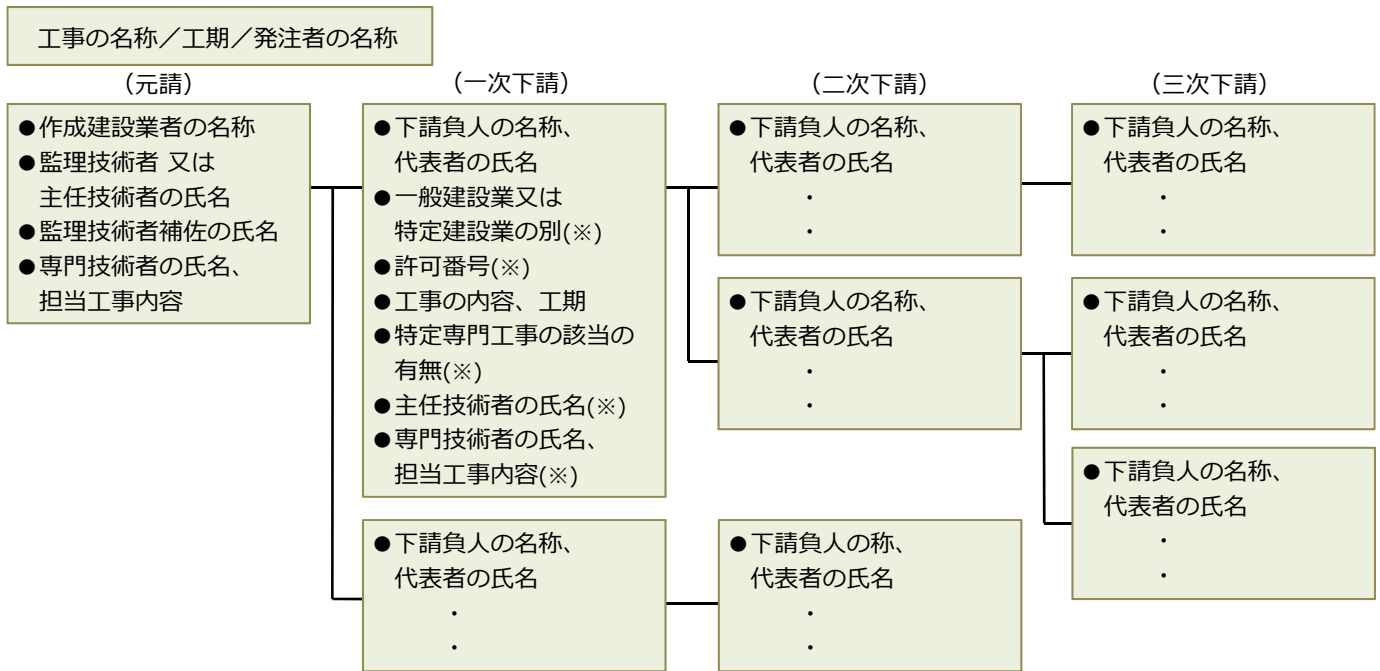 工事の名称／工期／発注者の名称
（元請）
●作成建設業者の名称
●監理技術者 又は
主任技術者の氏名
●監理技術者補佐の氏名
●専門技術者の氏名、
担当工事内容
（一次下請）
●下請負人の名称、
代表者の氏名
●一般建設業又は
特定建設業の別(※)
●許可番号(※)
●工事の内容、工期
●特定専門工事の該当の
有無(※)
●主任技術者の氏名(※)
●専門技術者の氏名、
担当工事内容(※)
●下請負人の名称、
代表者の氏名
・
・
（二次下請）
●下請負人の名称、
代表者の氏名
・
・
●下請負人の名称、
代表者の氏名
・
・
●下請負人の称、
代表者の氏名
・
・
（三次下請）
●下請負人の名称、
代表者の氏名
・
・
●下請負人の名称、
代表者の氏名
・
・
●下請負人の名称、
代表者の氏名
・
・